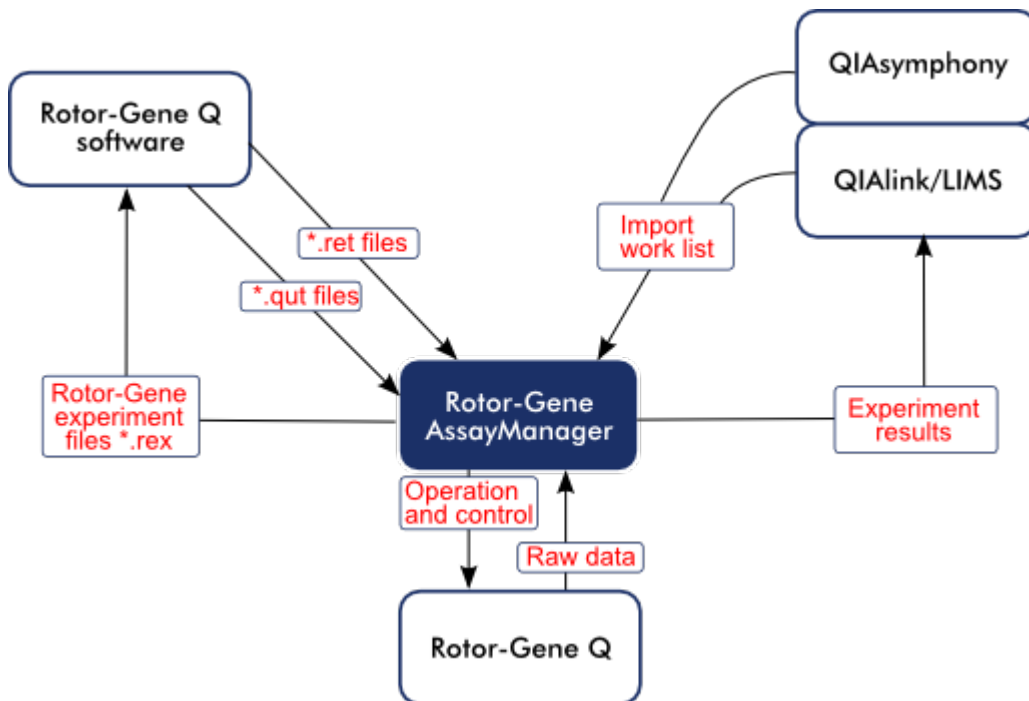 QIAsymphony
Rotor-Gene Q
software
QIAlink/LIMS
*.ret files
Import
work list
*.qut files
Rotor-Gene
experiment
files *.rex
Rotor-Gene
AssayManager
Experiment
results
Operation
and control
Raw data
Rotor-Gene Q